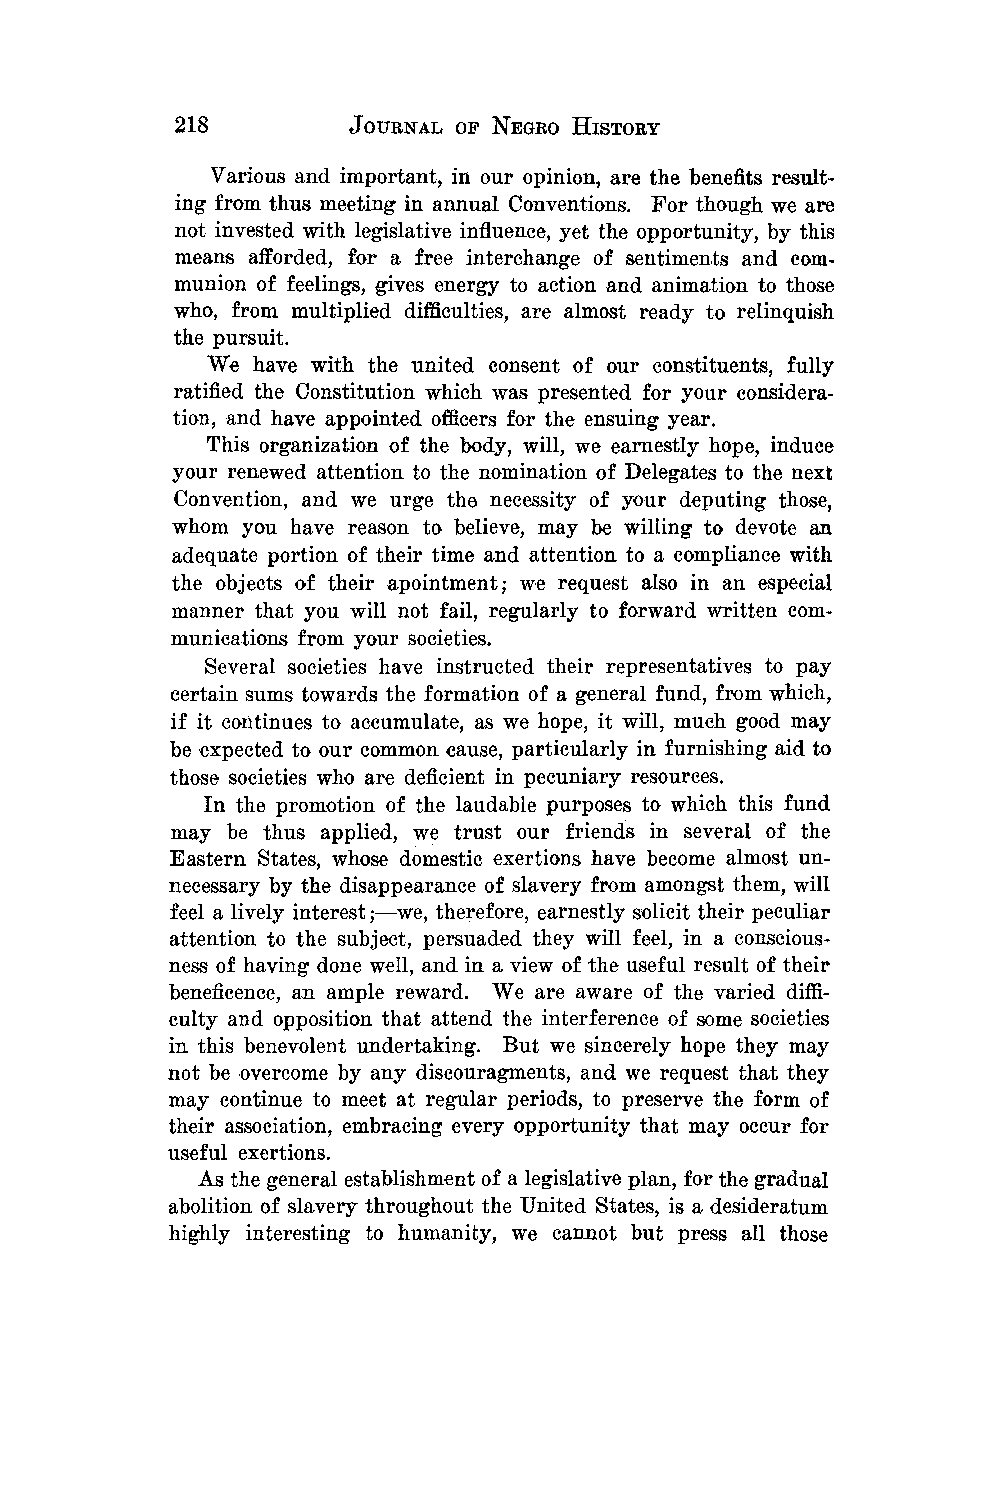 218 JOURNAL OF NEGRO HISTORY
Various and important, in our opinion, are the benefits result-
ing from thus meeting in annual Conventions. For though we are
not invested with legislative influence, yet the opportunity, by this
means afforded, for a free interchange of sentiments and com-
munion of feelings, gives energy to action and animation to those
who, from multiplied difficulties, are almost ready to relinquish
the pursuit.
We have with the united consent of our constituents, fully
ratified the Constitution which was presented for your considera-
tion, and have appointed officers for the ensuing year.
This organization of the body, will, we earnestly hope, induce
your renewed attention to the nomination of Delegates to the next
Convention, and we urge the necessity of your deputing those,
whom you have reason to believe, may be willing to devote an
adequate portion of their time and attention to a compliance with
the objects of their apointment; we request also in an especial
manner that you will not fail, regularly to forward written com-
munications from your societies.
Several societies have instructed their representatives to pay
certain sums towards the formation of a general fund, from which,
if it continues to accumulate, as we hope, it will, much good may
be expected to our common cause, particularly in furnishing aid to
those societies who are deficient in pecuniary resources.
In the promotion of the laudable purposes to which this fund
may be thus applied, we trust our friends in several of the
Eastern States, whose domestic exertions have become almost un-
necessary by the disappearance of slavery from amongst them, will
feel a lively interest;—we, therefore, earnestly solicit their peculiar
attention to the subject, persuaded they will feel, in a conscious-
ness of having done well, and in a view of the useful result of their
beneficence, an ample reward. We are aware of the varied diffi-
culty and opposition that attend the interference of some societies
in this benevolent undertaking. But we sincerely hope they may
not be overcome by any discouragments, and we request that they
may continue to meet at regular periods, to preserve the form of
their association, embracing every opportunity that may occur for
useful exertions.
As the general establishment of a legislative plan, for the gradual
abolition of slavery throughout the United States, is a desideratum
highly interesting to humanity, we cannot but press all those